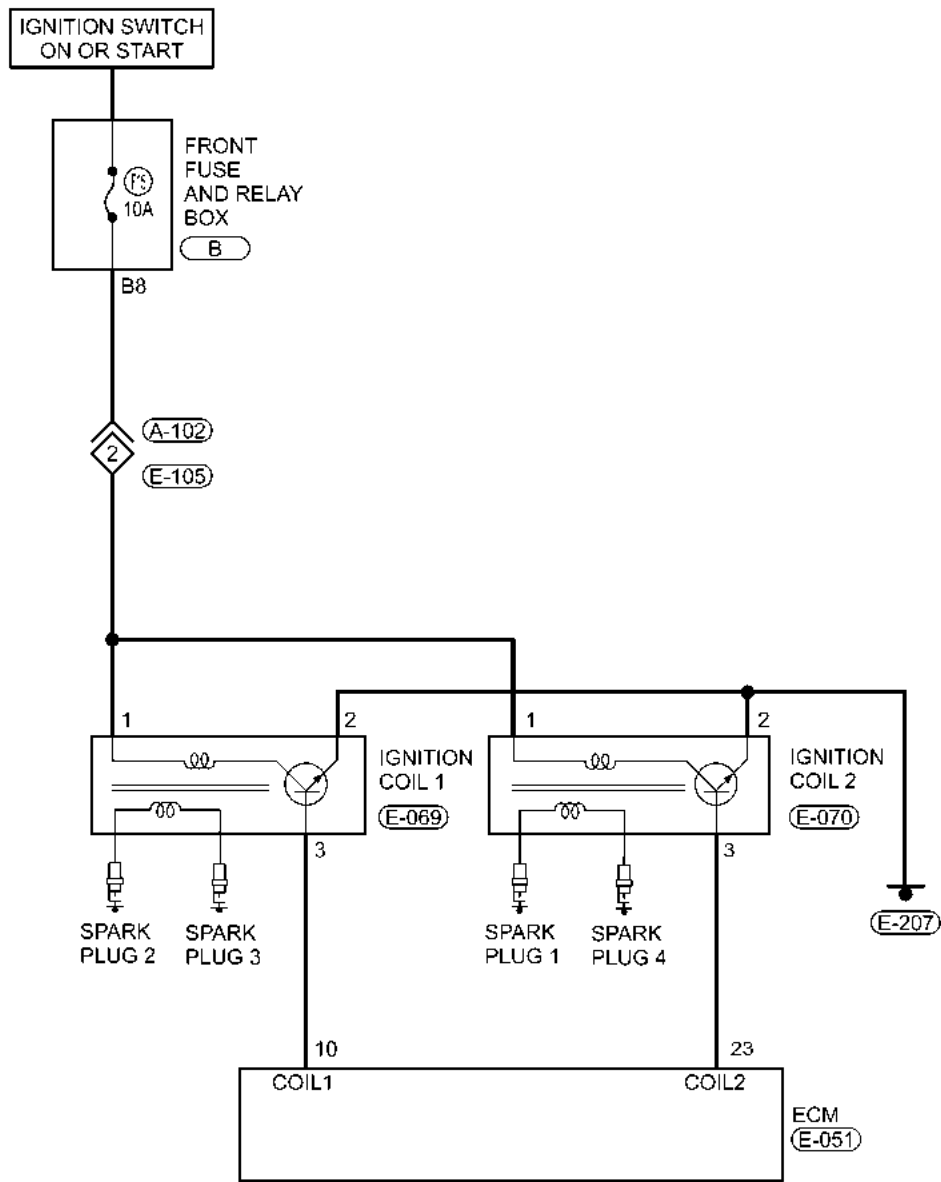 IGNITION SWITCH
ON OR START
FRONT
FUSE
AND RELAY
BOX
10A
B
B8
A-102
2
E-105
1
2
1
2
IGNITION
COIL 1
E-069
IGNITION
COIL 2
E-070
3
3
SPARK
PLUG 2
SPARK
PLUG 3
SPARK
PLUG 1
SPARK
PLUG 4
E-207
10
23
COIL1
COIL2
ECM
E-051